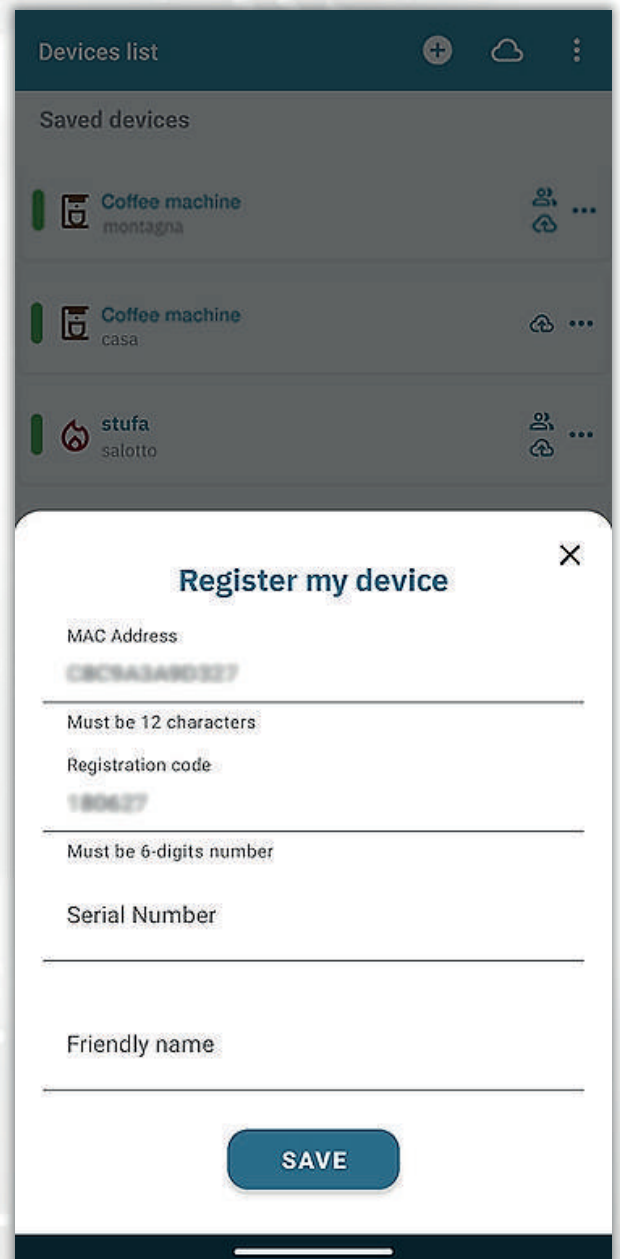 Devices list
Saved devices
Coffee machine
montagna
Coffee machine
casa
stufa
salotto
Register my device
MAC Address
Must be 12 characters
Registration code
180627
Must be 6-digits number
Serial Number
Friendly name
SAVE